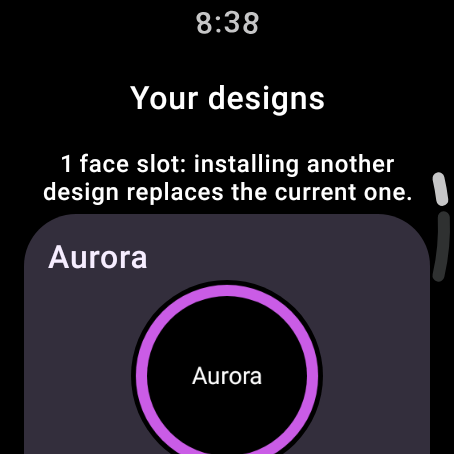 8:38
Your designs
1 face slot: installing another
design replaces the current one.
Aurora
Aurora